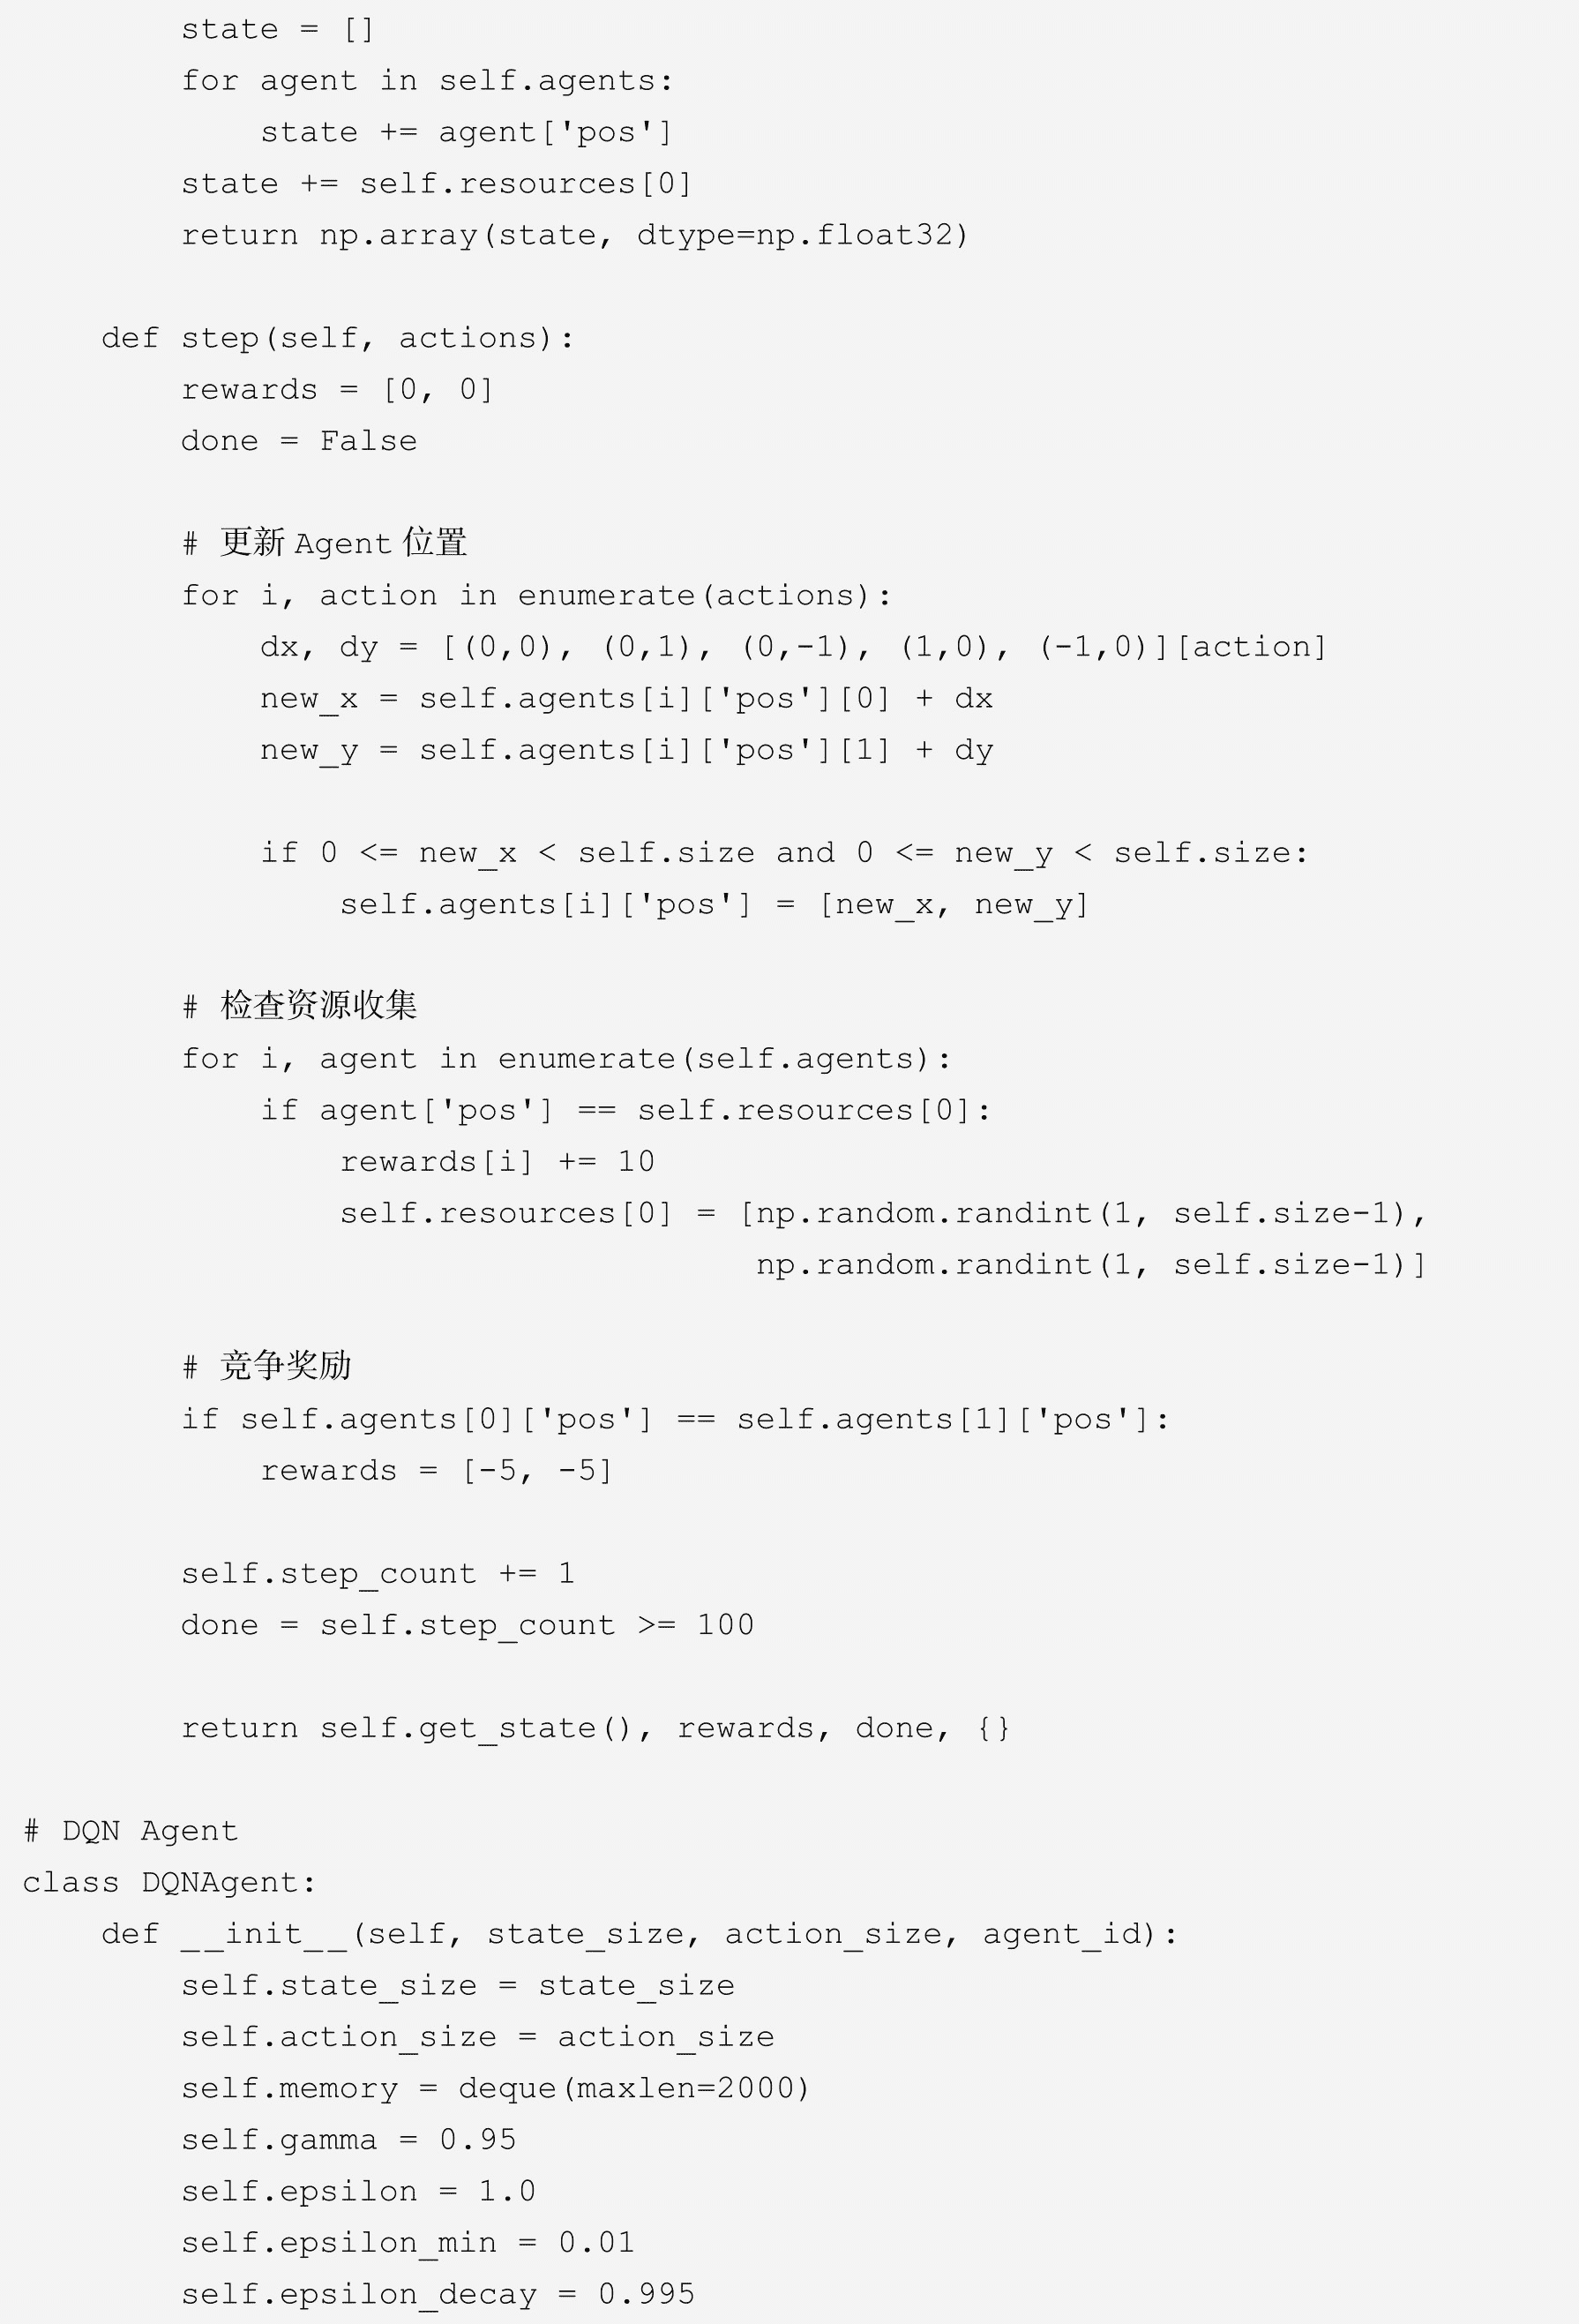 state = []
for agent in self.agents:
state += agent['pos']
state += self.resources[0]
return np.array(state, dtype=np.float32)
def step(self, actions):
rewards = [0, 0]
done = False
# 更新 Agent 位置
for i, action in enumerate(actions):
dx, dy = [(0,0), (0,1), (0,-1), (1,0), (-1,0)][action]
new_x = self.agents[i]['pos'][0] + dx
new_y = self.agents[i]['pos'][1] + dy
if 0 <= new_x < self.size and 0 <= new_y < self.size:
self.agents[i]['pos'] = [new_x, new_y]
# 检查资源收集
for i, agent in enumerate(self.agents):
if agent['pos'] == self.resources[0]:
rewards[i] += 10
self.resources[0] = [np.random.randint(1, self.size-1),
np.random.randint(1, self.size-1)]
# 竞争奖励
if self.agents[0]['pos'] == self.agents[1]['pos']:
rewards = [-5, -5]
self.step_count += 1
done = self.step_count >= 100
return self.get_state(), rewards, done, {}
# DQN Agent
class DQNAgent:
def __init__(self, state_size, action_size, agent_id):
self.state_size = state_size
self.action_size = action_size
self.memory = deque(maxlen=2000)
self.gamma = 0.95
self.epsilon = 1.0
self.epsilon_min = 0.01
self.epsilon_decay = 0.995